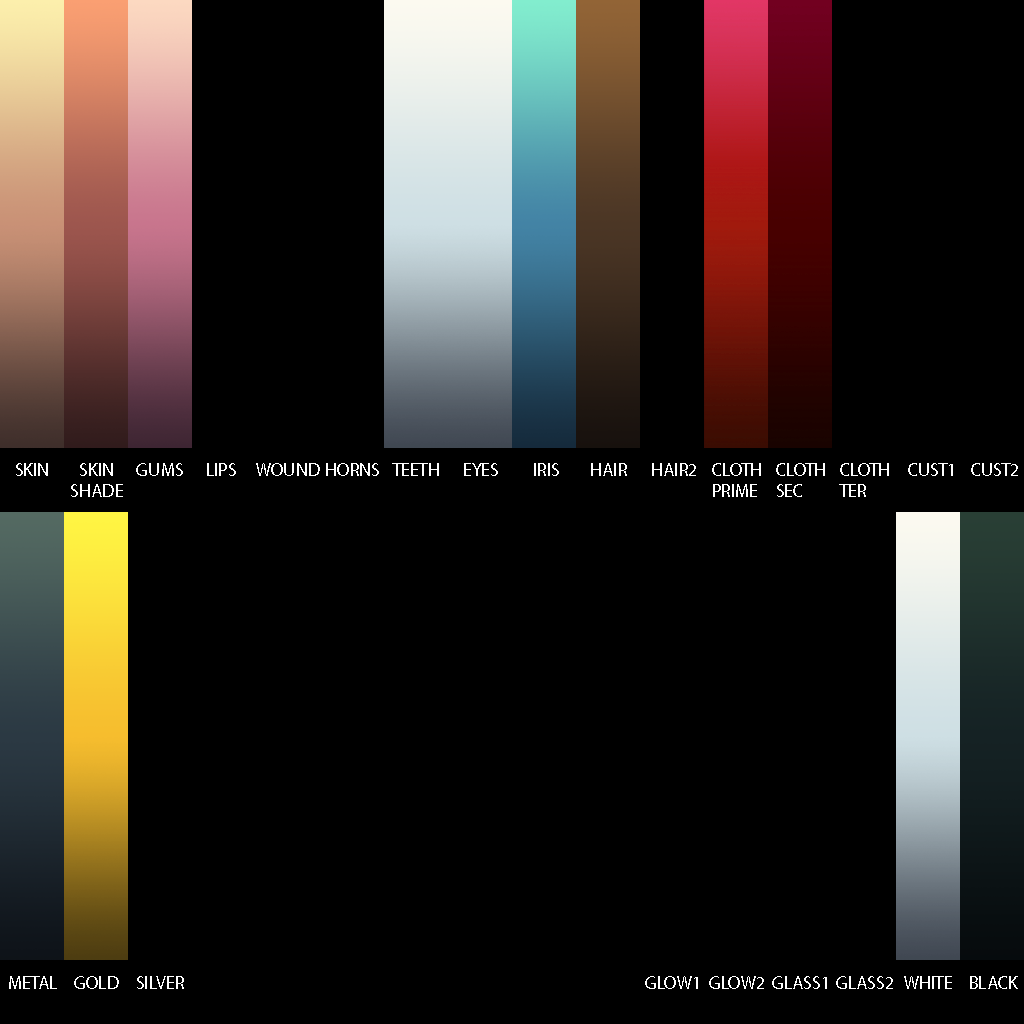 SKIN SKIN GUMS LIPS WOUND HORNS TEETH EYES IRIS HAIR HAIR2 CLOTH CLOTH CLOTH CUST1 CUST2
SHADE PRIME SEC TER
METAL GOLD SILVER GLOW1 GLOW2 GLASS1 GLASS2 WHITE BLACK